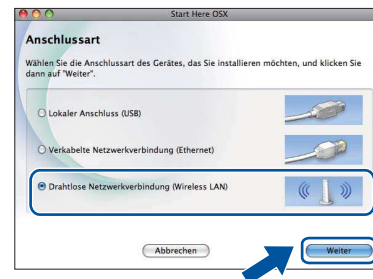 Start Here OSX
Anschlussart
Wählen Sie die Anschlussart des Gerätes, das Sie installieren möchten, und klicken Sie
dann auf "Weiter".
Lokaler Anschluss (USB)
Verkabelte Netzwerkverbindung (Ethernet)
Drahtlose Netzwerkverbindung (Wireless LAN)
Abbrechen
Weiter